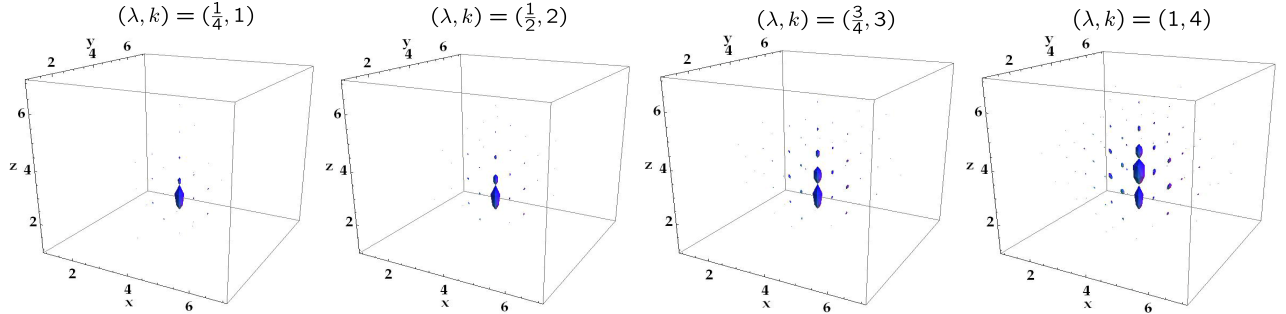 (λ, k) = (1/4, 1)
(λ, k) = (1/2, 2)
(λ, k) = (3/4, 3)
(λ, k) = (1, 4)
2 4 6 y
6 4 2 z
2 4 6 x
2 4 6 y
6 4 2 z
2 4 6 x
2 4 6 y
6 4 2 z
2 4 6 x
2 4 6 y
6 4 2 z
2 4 6 x